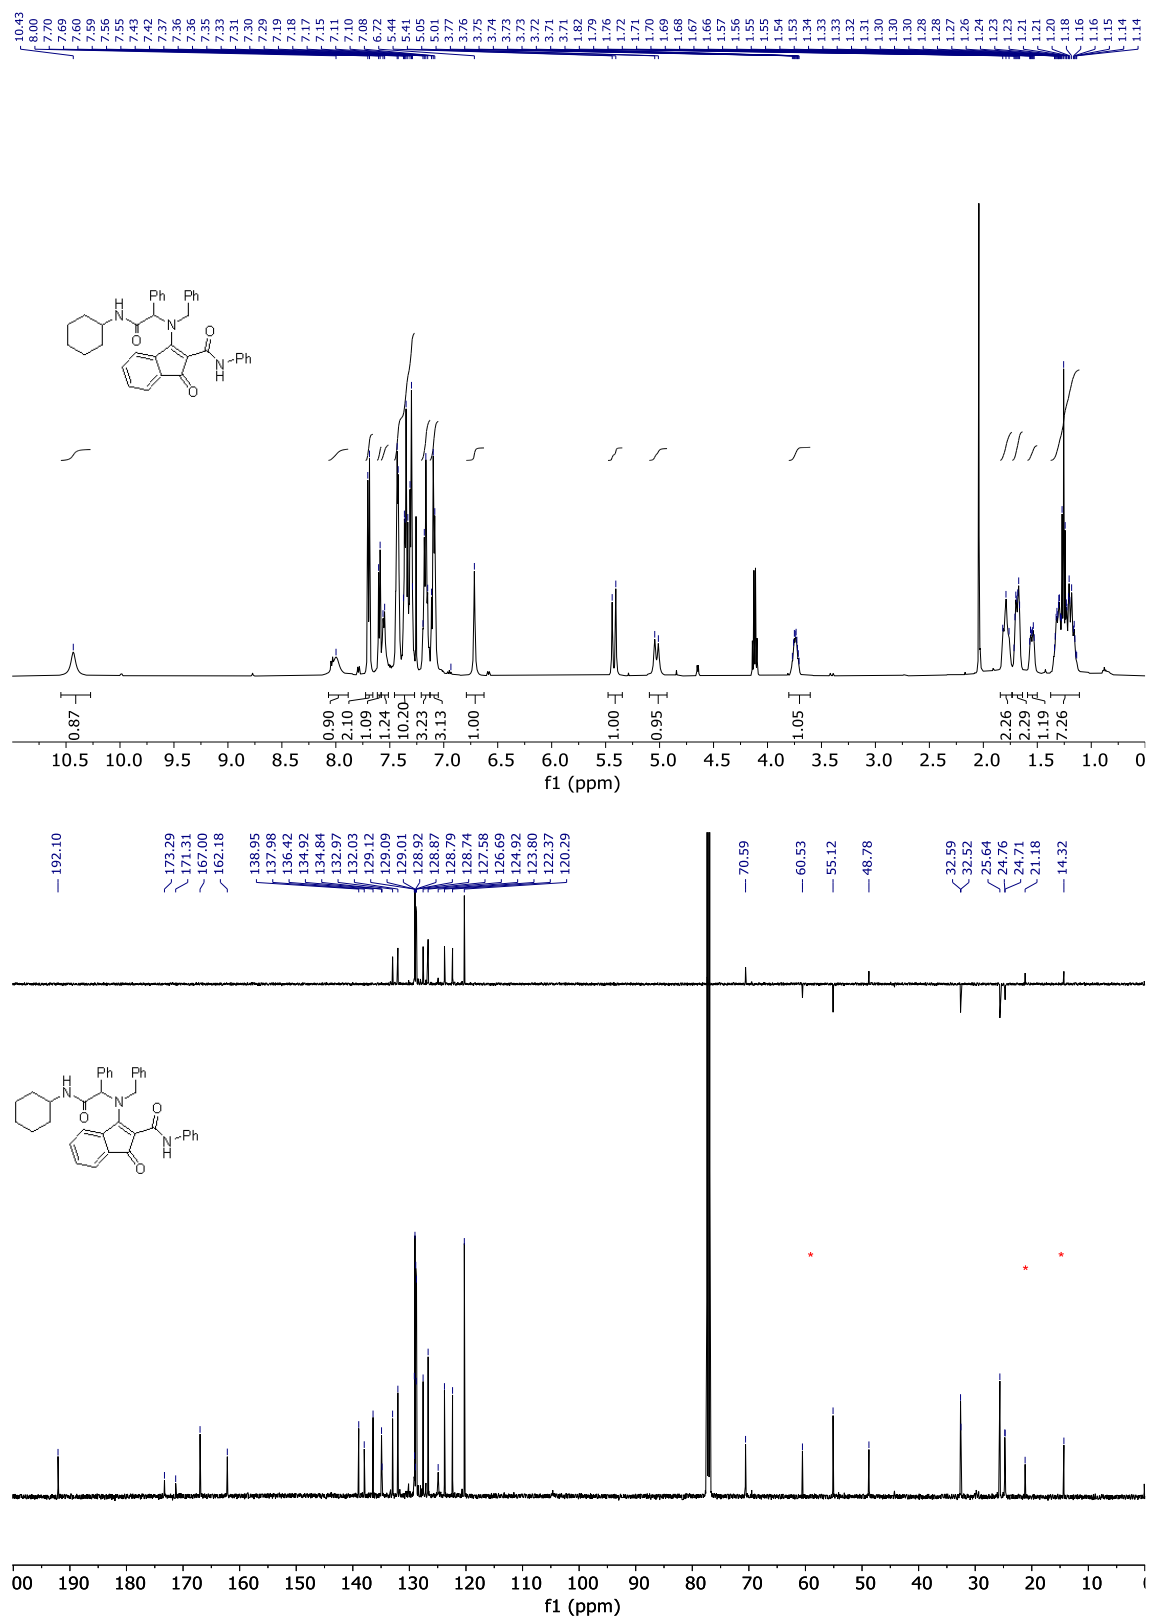 10.43 8.00 7.70 7.69 7.60 7.59 7.56 7.55 7.43 7.42 7.37 7.36 7.36 7.35 7.33 7.31 7.30 7.29 7.19 7.18 7.17 7.15 7.11 7.10 7.08 6.72 5.44 5.41 5.05 5.01 3.77 3.76 3.75 3.74 3.73 3.73 3.72 3.71 3.71 1.82 1.79 1.76 1.72 1.71 1.70 1.69 1.68 1.67 1.66 1.57 1.56 1.55 1.55 1.54 1.53 1.34 1.33 1.33 1.32 1.31 1.30 1.30 1.30 1.28 1.28 1.27 1.26 1.24 1.23 1.23 1.21 1.21 1.20 1.18 1.16 1.16 1.15 1.14 1.14
Ph Ph
H
N
N
O
O
N
H
Ph
O
0.87 0.90 2.10 1.09 1.24 10.20 3.23 3.13 1.00 1.00 0.95 1.05 2.26 2.29 1.19 7.26
10.5 10.0 9.5 9.0 8.5 8.0 7.5 7.0 6.5 6.0 5.5 5.0 4.5 4.0 3.5 3.0 2.5 2.0 1.5 1.0 0
f1 (ppm)
192.10 173.29 171.31 167.00 162.18 138.95 137.98 136.42 134.92 134.84 132.97 132.03 129.12 129.09 129.01 128.92 128.87 128.79 128.74 127.58 126.69 124.92 123.80 122.37 120.29 70.59 60.53 55.12 48.78 32.59 32.52 25.64 24.76 24.71 21.18 14.32
Ph Ph
H
N
N
O
O
N
H
Ph
O
* * *
00 190 180 170 160 150 140 130 120 110 100 90 80 70 60 50 40 30 20 10
f1 (ppm)